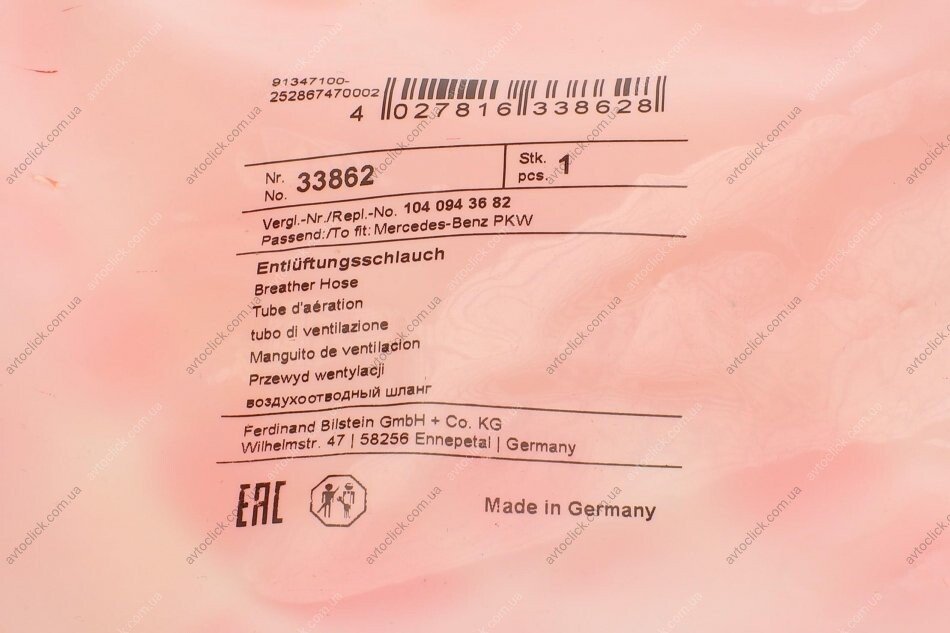 91347100-
252867470002
4 027816 338628
Nr. No. 33862
Stk. pcs. 1
Vergl.-Nr./Repl.-No. 104 094 36 82
Passend:/To fit: Mercedes-Benz PKW
Entlüftungsschlauch
Breather Hose
Tube d'aération
tubo di ventilazione
Manguito de ventilacion
Przewyd wentylacji
воздухоотводный шланг
Ferdinand Bilstein GmbH + Co. KG
Wilhelmstr. 47 | 58256 Ennepetal | Germany
EAC
Made in Germany
avtoclick.com.ua